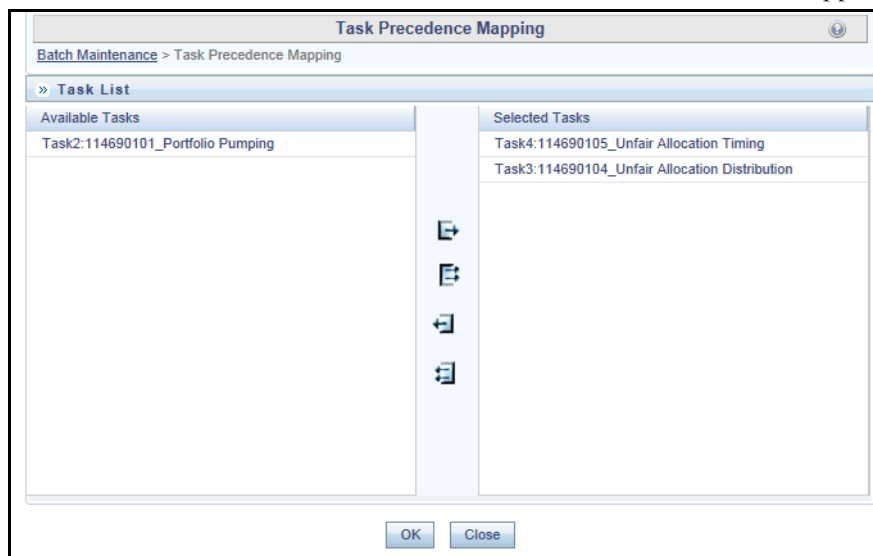 Task Precedence Mapping
Batch Maintenance > Task Precedence Mapping
» Task List
Available Tasks
Task2:114690101_Portfolio Pumping
Selected Tasks
Task4:114690105_Unfair Allocation Timing
Task3:114690104_Unfair Allocation Distribution
OK
Close